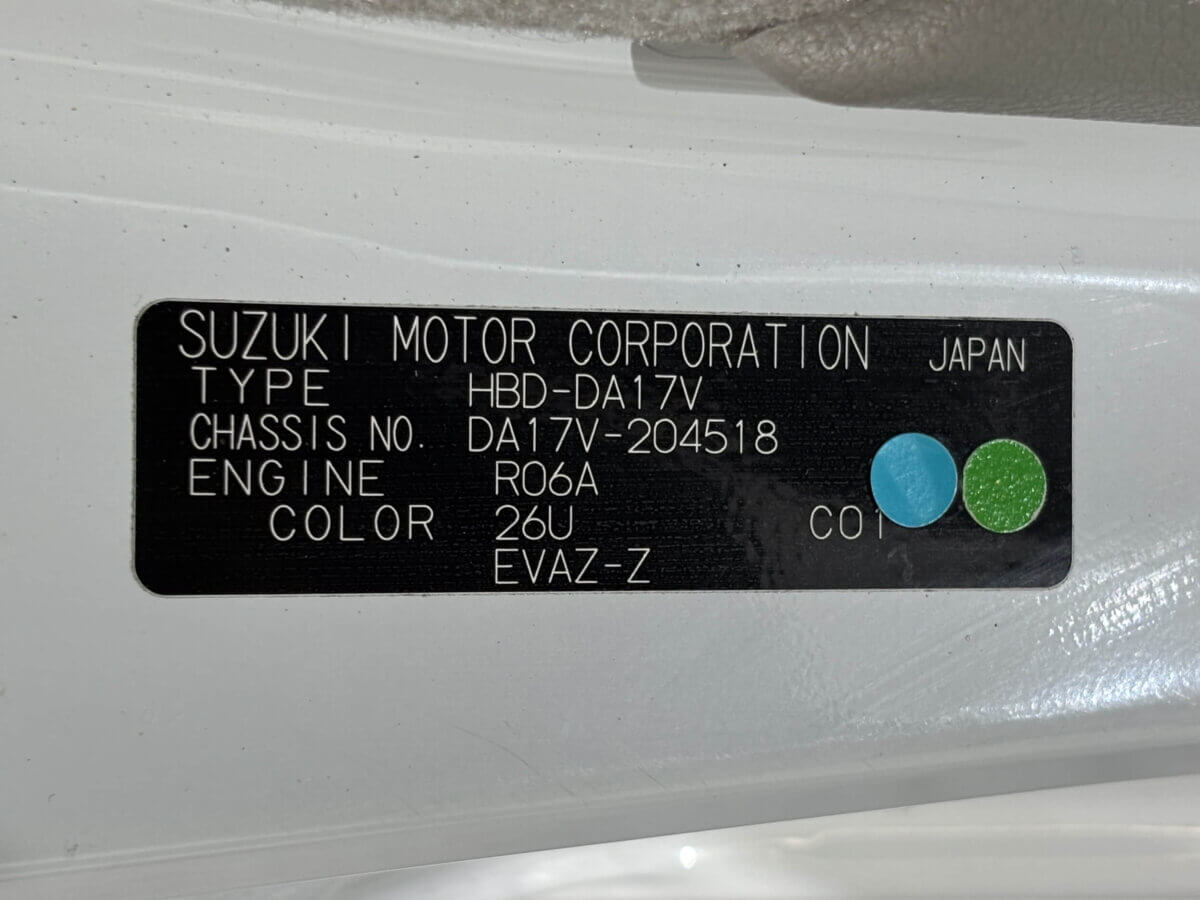 SUZUKI MOTOR CORPORATION JAPAN
TYPE HBD-DA17V
CHASSIS NO. DA17V-204518
ENGINE R06A
COLOR 26U C01
EVAZ-Z